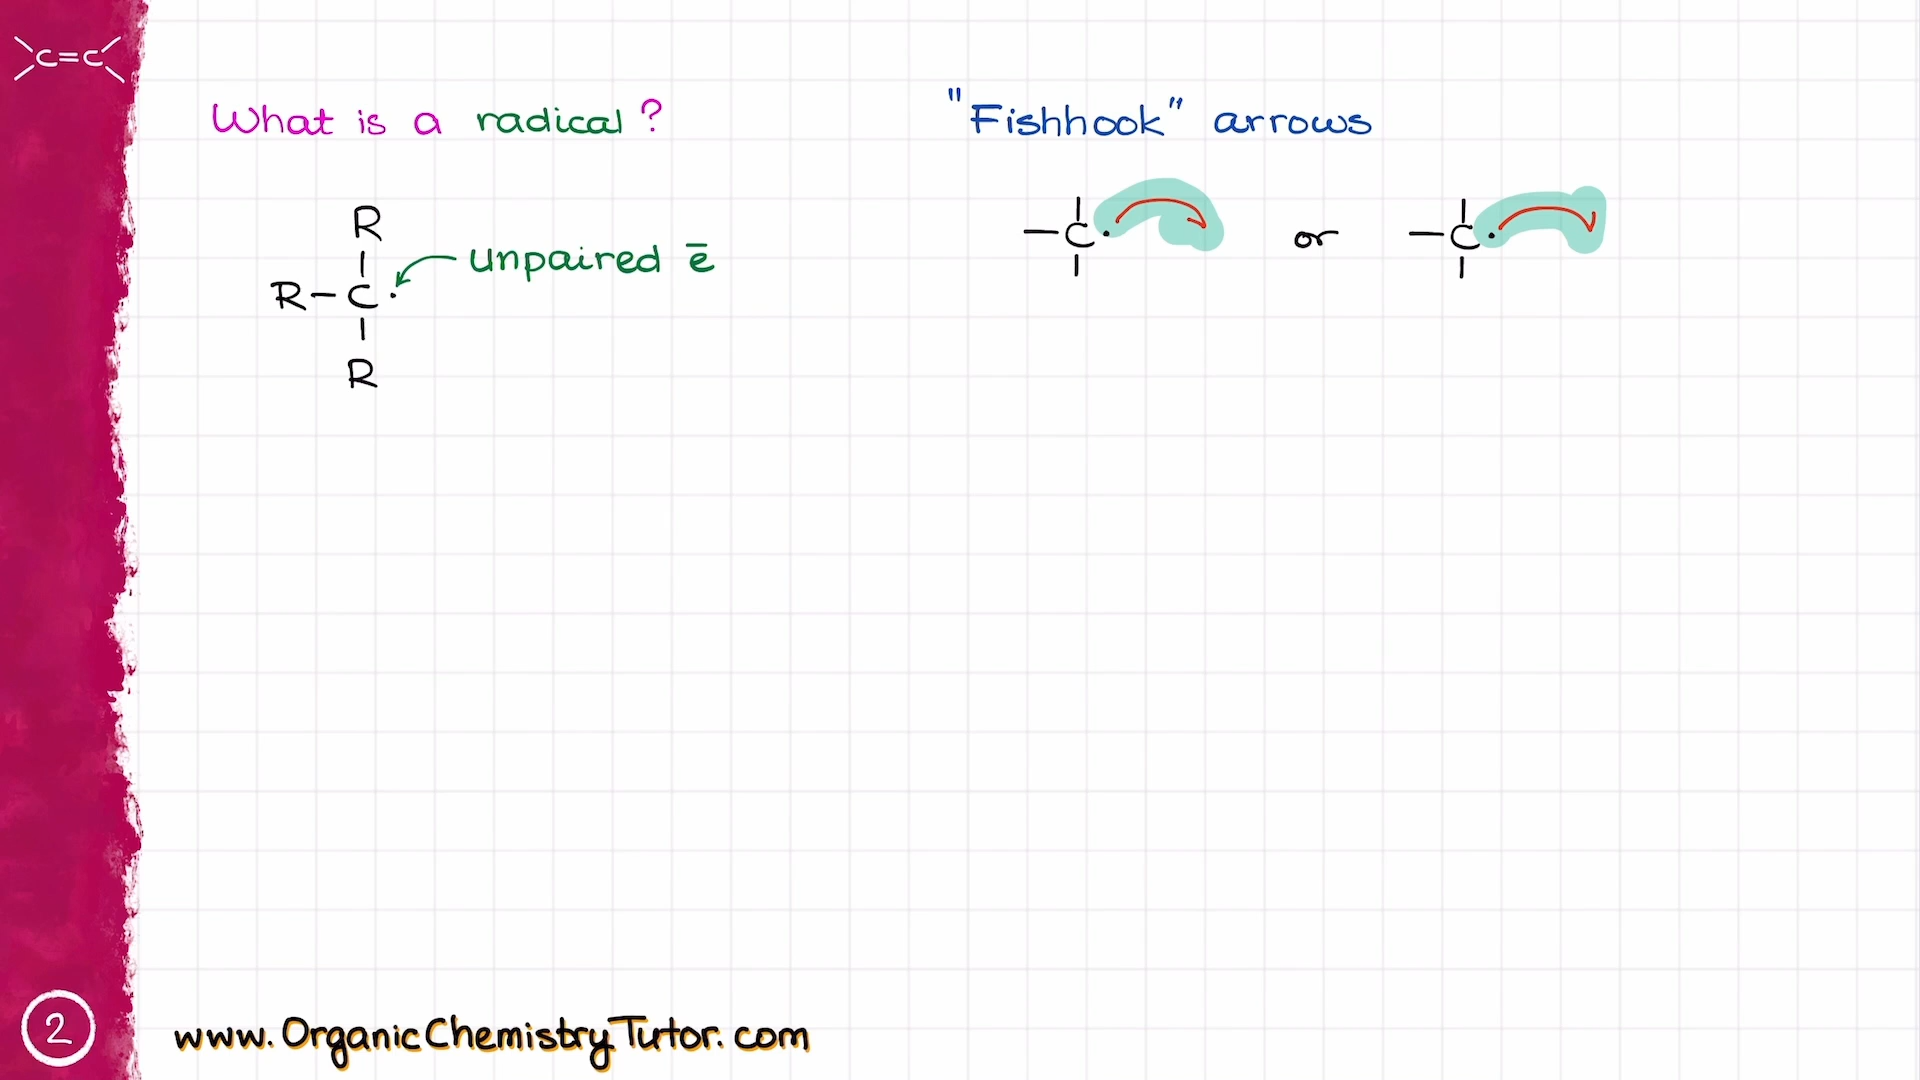 C=C
What is a radical?
R
R-C·
R
unpaired ē
"Fishhook" arrows
-C· or -C·
2
www.OrganicChemistryTutor.com